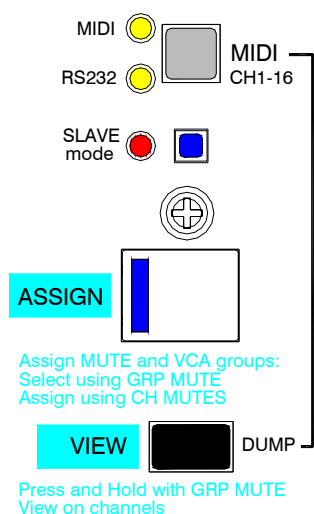 MIDI
MIDI
RS232
CH1-16
SLAVE
mode
ASSIGN
Assign MUTE and VCA groups:
Select using GRP MUTE
Assign using CH MUTES
VIEW
DUMP
Press and Hold with GRP MUTE
View on channels